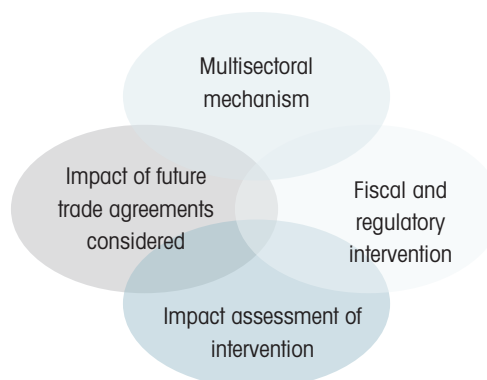 Multisectoral
mechanism
Impact of future
trade agreements
considered
Fiscal and
regulatory
intervention
Impact assessment of
intervention